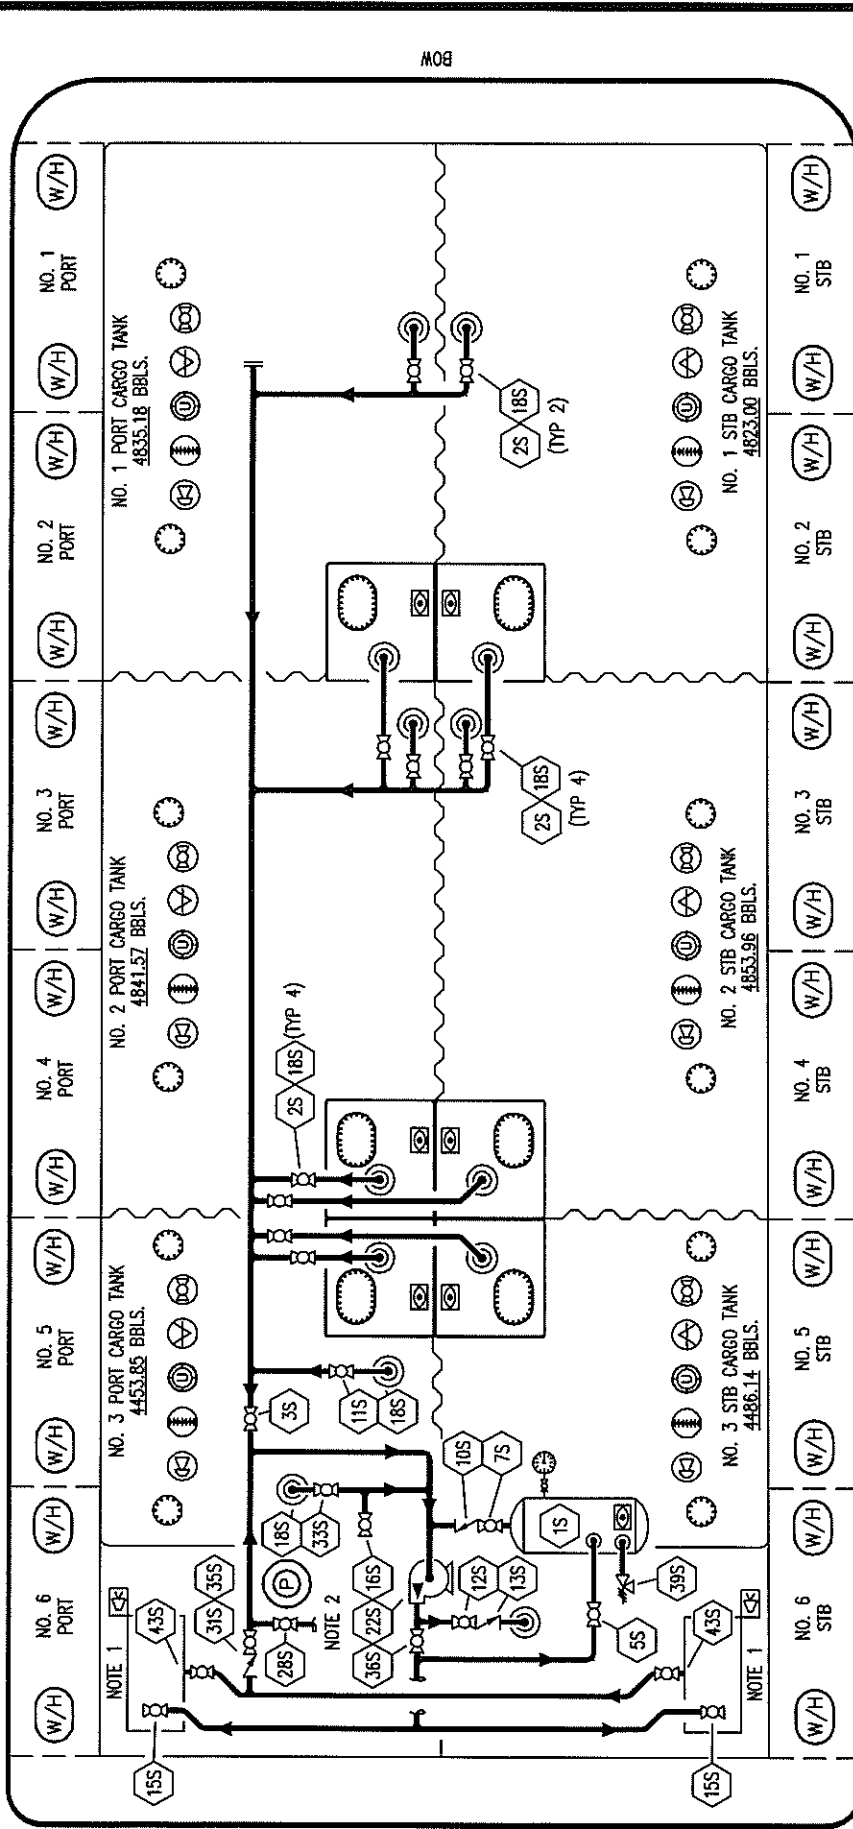 BOW
W/H
NO. 1
PORT
W/H
W/H
NO. 2
PORT
W/H
W/H
NO. 3
PORT
W/H
W/H
NO. 4
PORT
W/H
W/H
NO. 5
PORT
W/H
W/H
NO. 6
PORT
W/H
NO. 1 PORT CARGO TANK
4835.18 BBLS.
U
NO. 2 PORT CARGO TANK
4841.57 BBLS.
U
NO. 3 PORT CARGO TANK
4453.85 BBLS.
U
2S 18S
(TYP 2)
2S 18S
(TYP 4)
2S 18S (TYP 4)
3S
11S
18S
10S
7S
18S
33S
1S
35S
31S
P
NOTE 2
28S
16S
22S
36S
12S
13S
39S
5S
43S
NOTE 1
15S
43S
NOTE 1
15S
NO. 1 STB CARGO TANK
4823.00 BBLS.
U
NO. 2 STB CARGO TANK
4853.96 BBLS.
U
NO. 3 STB CARGO TANK
4486.14 BBLS.
U
W/H
NO. 1
STB
W/H
W/H
NO. 2
STB
W/H
W/H
NO. 3
STB
W/H
W/H
NO. 4
STB
W/H
W/H
NO. 5
STB
W/H
W/H
NO. 6
STB
W/H